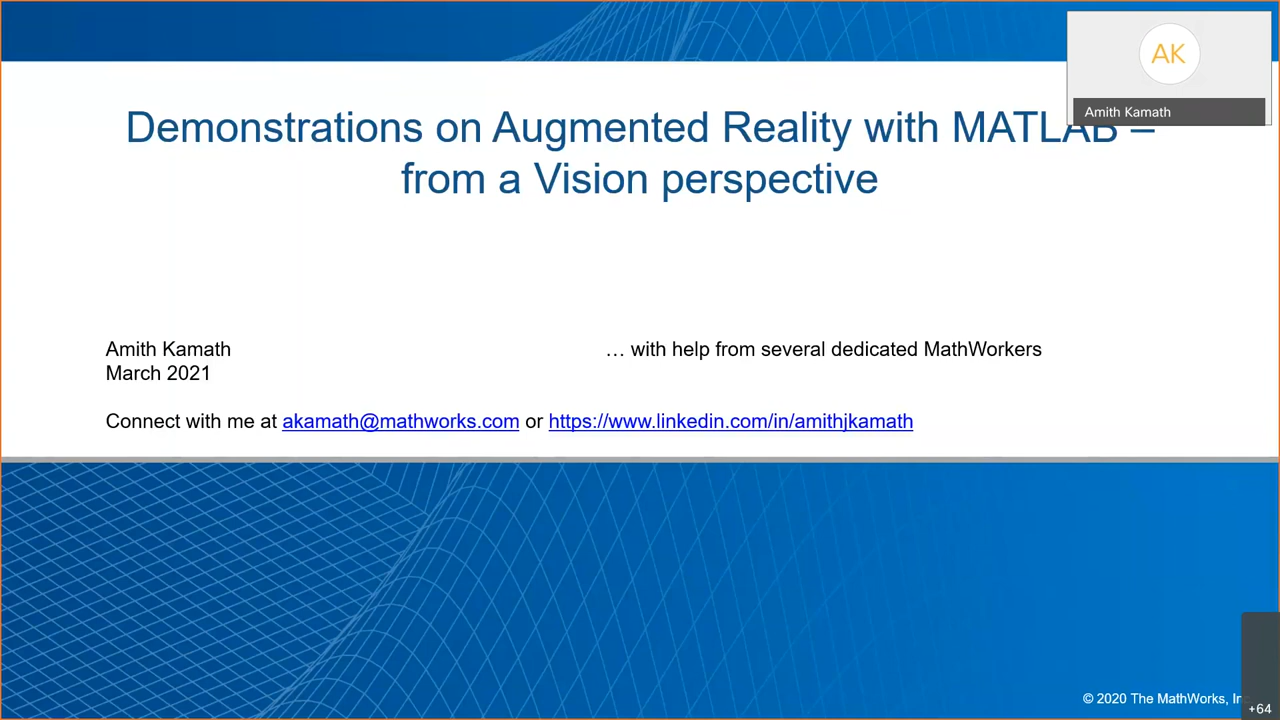 AK
Amith Kamath
Demonstrations on Augmented Reality with MATLAB –
from a Vision perspective
Amith Kamath
… with help from several dedicated MathWorkers
March 2021
Connect with me at akamath@mathworks.com or https://www.linkedin.com/in/amithjkamath
© 2020 The MathWorks, In
+64